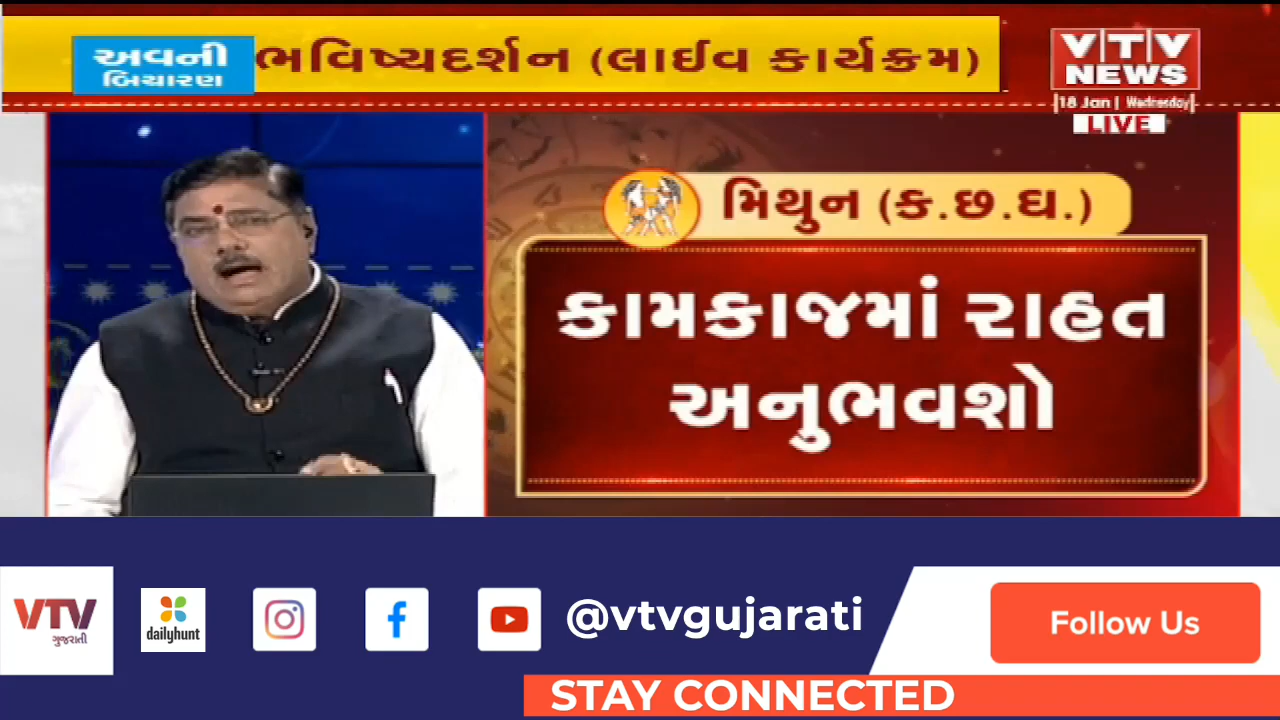 અવની
બિચારણ
ભવિષ્યદર્શન (લાઈવ કાર્યક્રમ)
VTV
NEWS
18 Jan | Wednesday
LIVE
મિથુન (ક.છ.ઘ.)
કામકાજમાં રાહત
અનુભવશો
VTV
ગુજરાતી
dailyhunt
@vtvgujarati
Follow Us
STAY CONNECTED